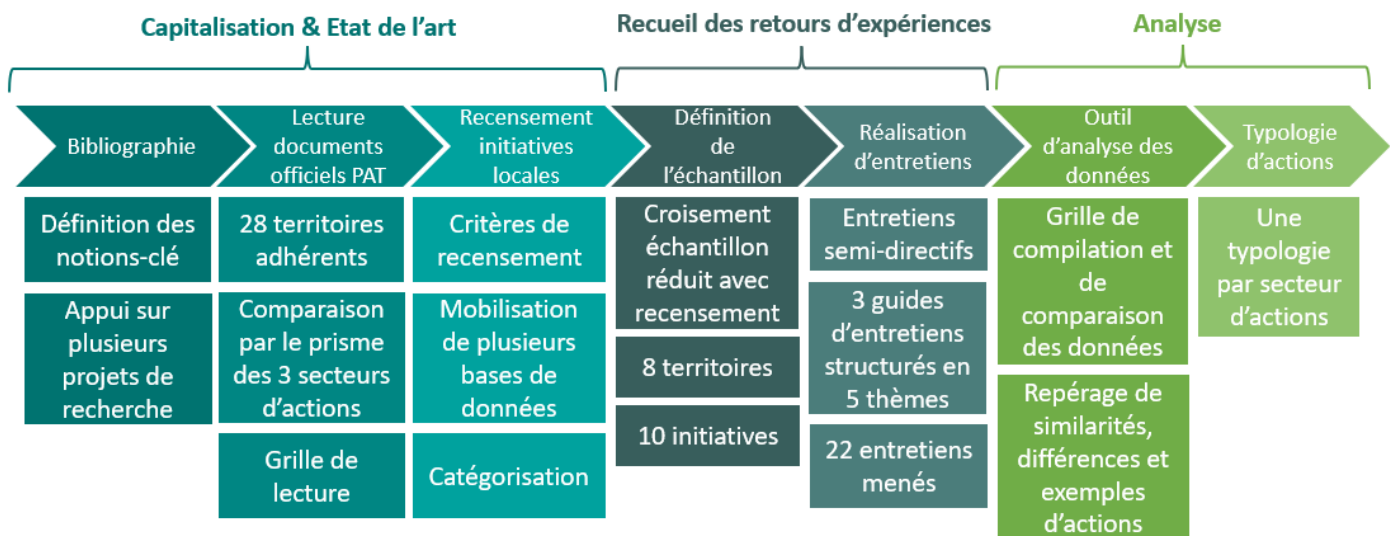 Capitalisation & Etat de l'art
Recueil des retours d'expériences
Analyse
Bibliographie
Lecture
documents
officiels PAT
Recensement
initiatives
locales
Définition
de
l'échantillon
Réalisation
d'entretiens
Outil
d'analyse des
données
Typologie
d'actions
Définition des
notions-clé
Appui sur
plusieurs
projets de
recherche
28 territoires
adhérents
Comparaison
par le prisme
des 3 secteurs
d'actions
Grille de
lecture
Critères de
recensement
Mobilisation
de plusieurs
bases de
données
Catégorisation
Croisement
échantillon
réduit avec
recensement
8 territoires
10 initiatives
Entretiens
semi-directifs
3 guides
d'entretiens
structurés en
5 thèmes
22 entretiens
menés
Grille de
compilation et
de
comparaison
des données
Repérage de
similarités,
différences et
exemples
d'actions
Une
typologie
par secteur
d'actions